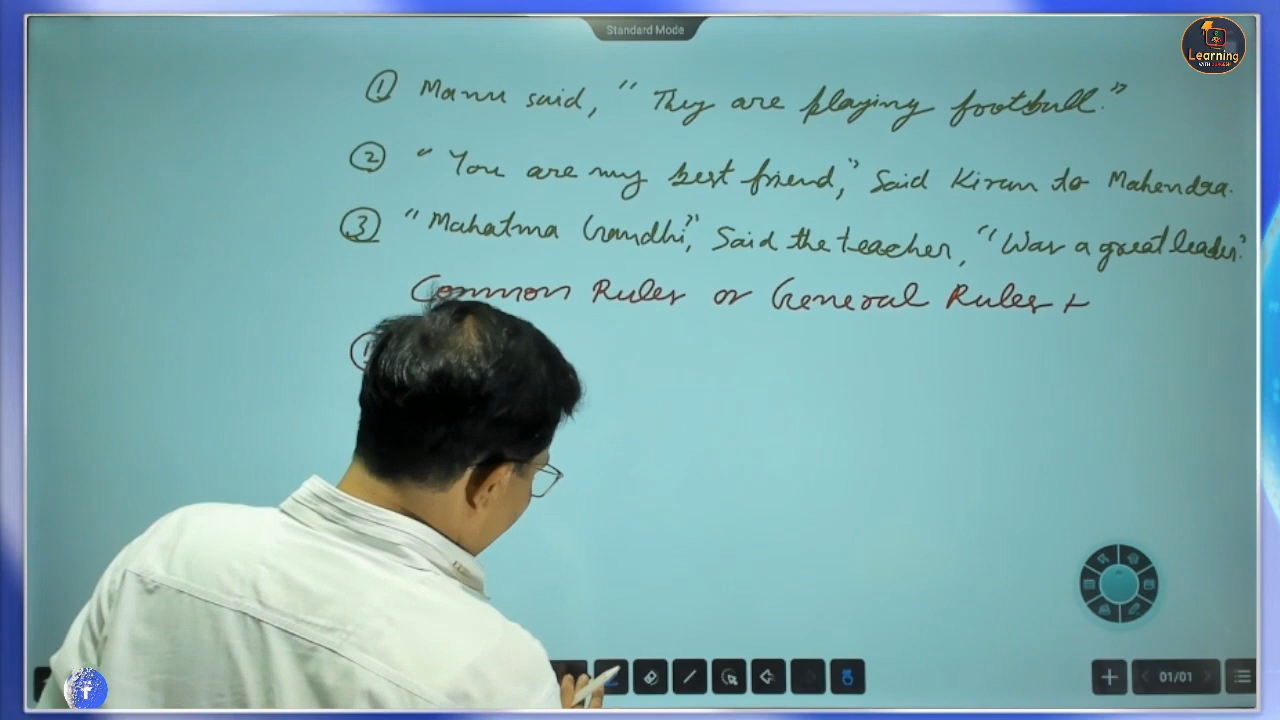 Standard Mode
Learning
① Manu said, “They are playing football.”
② “You are my best friend,” Said Kiran to Mahendra.
③ “Mahatma Gandhi”, Said the teacher, “Was a great leader.”
Common Rules or General Rules
①
01/01